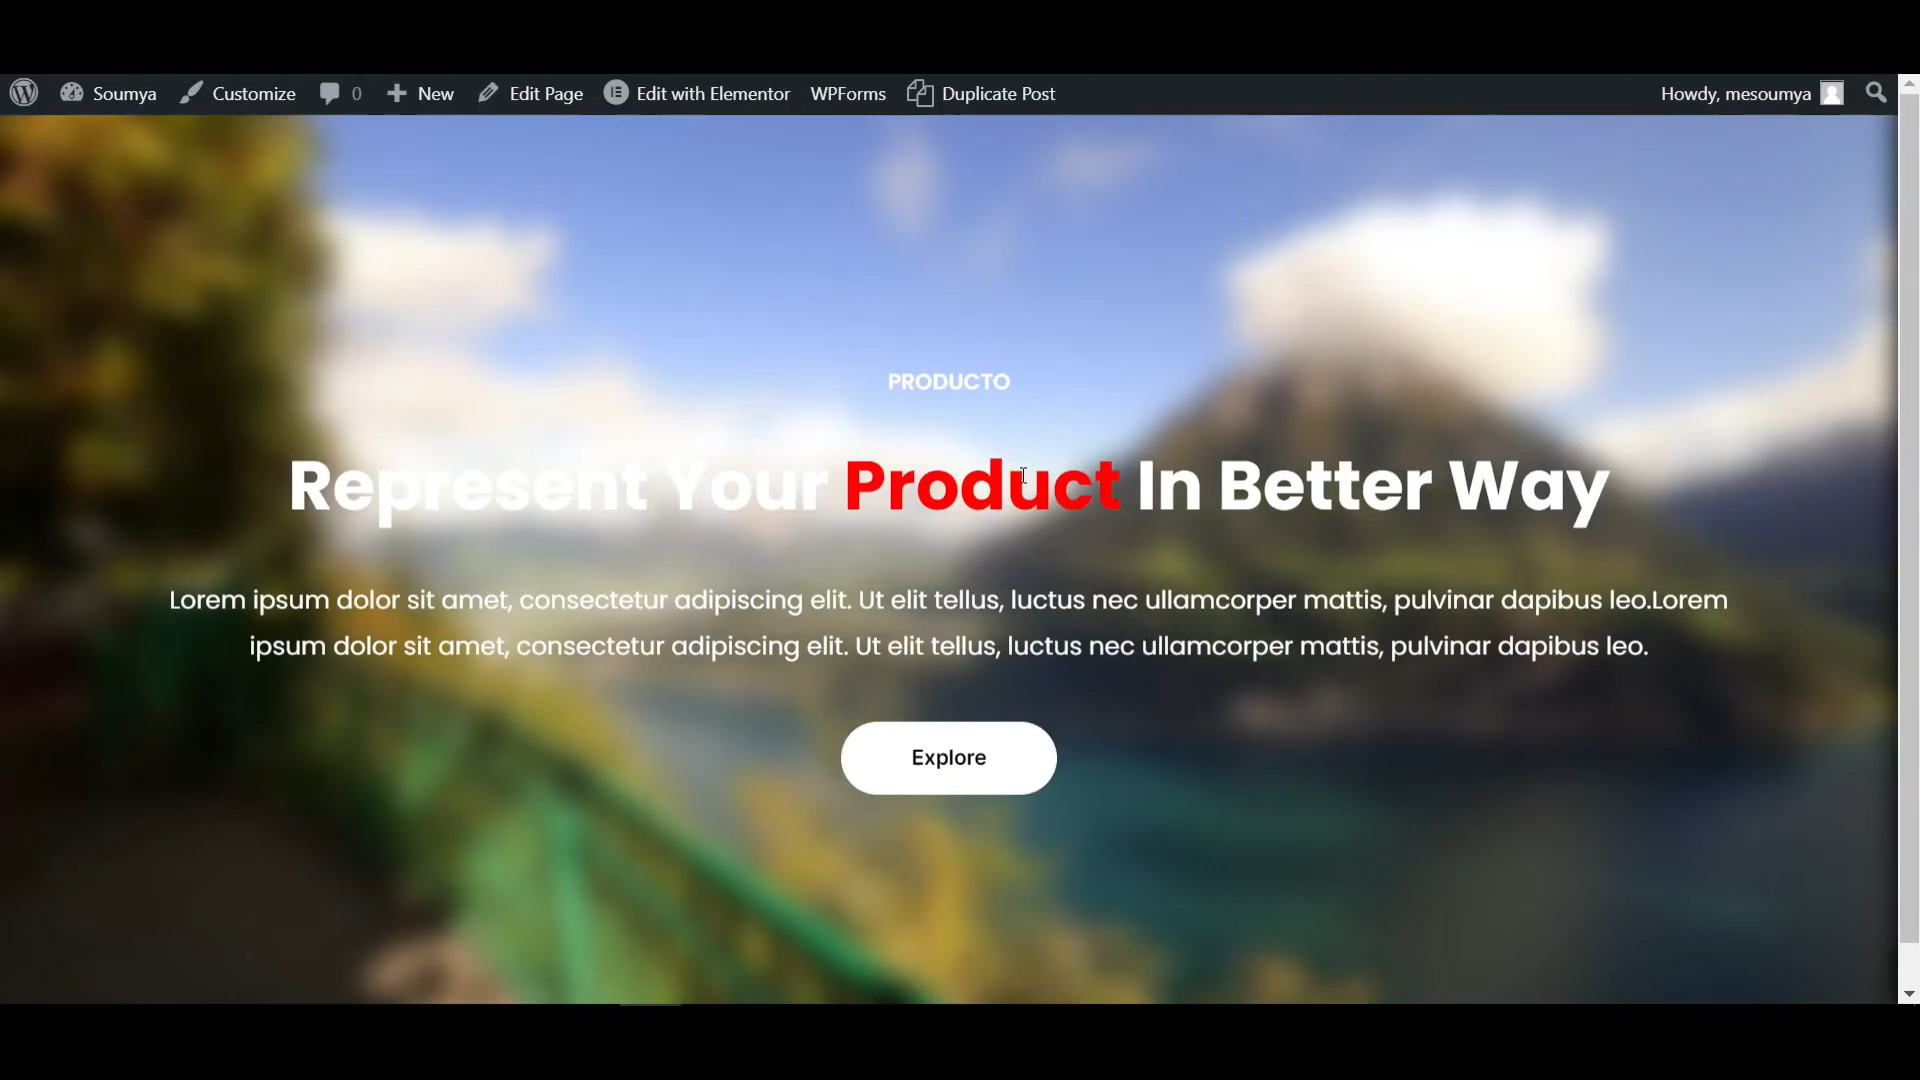 Soumya Customize 0 New Edit Page Edit with Elementor WPForms Duplicate Post Howdy, mesoumya
PRODUCTO
Represent Your Product In Better Way
Lorem ipsum dolor sit amet, consectetur adipiscing elit. Ut elit tellus, luctus nec ullamcorper mattis, pulvinar dapibus leo.Lorem
ipsum dolor sit amet, consectetur adipiscing elit. Ut elit tellus, luctus nec ullamcorper mattis, pulvinar dapibus leo.
Explore